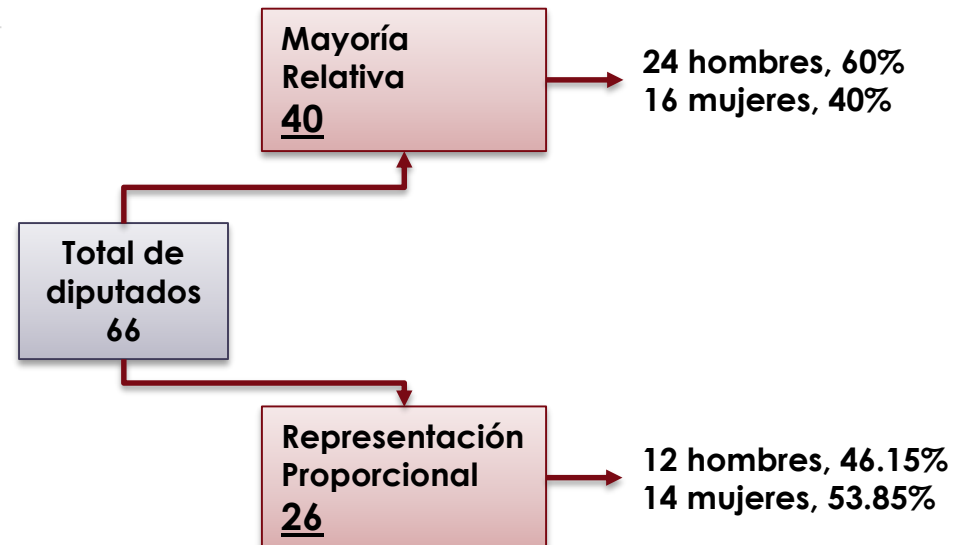 Mayoría
Relativa
40
24 hombres, 60%
16 mujeres, 40%
Total de
diputados
66
Representación
Proporcional
26
12 hombres, 46.15%
14 mujeres, 53.85%